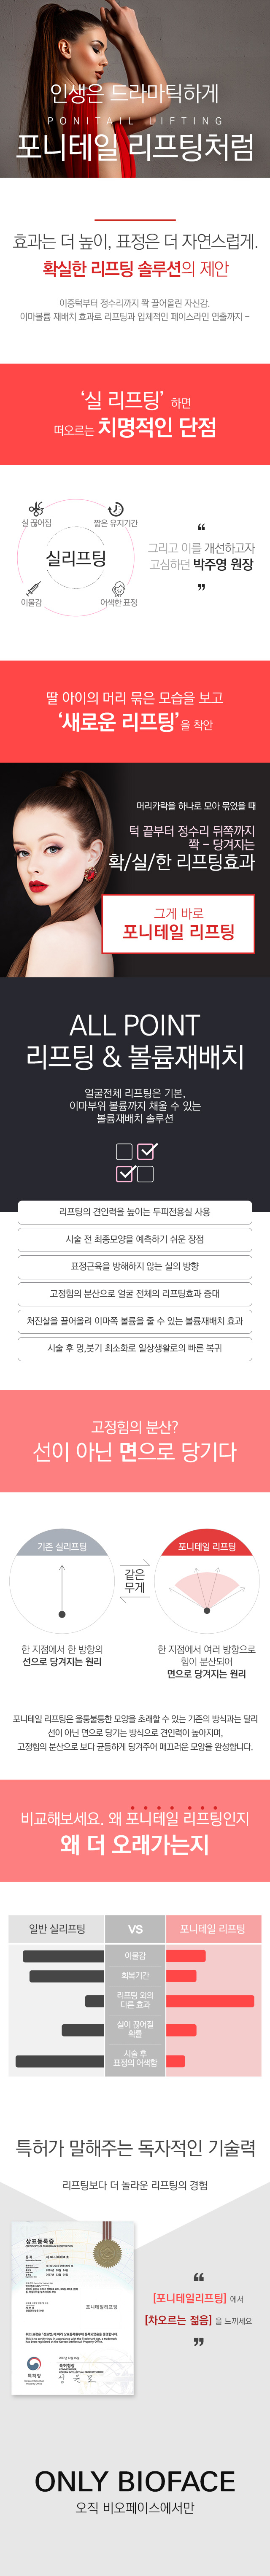 인생은 드라마틱하게
PONITAIL LIFTING
포니테일 리프팅처럼
효과는 더 높이, 표정은 더 자연스럽게.
확실한 리프팅 솔루션의 제안
이중턱부터 정수리까지 쫙 끌어올린 자신감.
이마볼륨 재배치 효과로 리프팅과 입체적인 페이스라인 연출까지 –
‘실 리프팅’ 하면
떠오르는 치명적인 단점
실 끊어짐
짧은 유지기간
실리프팅
이물감
어색한 표정
“
그리고 이를 개선하고자
고심하던 박주영 원장
”
딸 아이의 머리 묶은 모습을 보고
‘새로운 리프팅’을 착안
머리카락을 하나로 모아 묶었을 때
턱 끝부터 정수리 뒤쪽까지
쫙 – 당겨지는
확/실/한 리프팅효과
그게 바로
포니테일 리프팅
ALL POINT
리프팅 & 볼륨재배치
얼굴전체 리프팅은 기본,
이마부위 볼륨까지 채울 수 있는
볼륨재배치 솔루션
리프팅의 견인력을 높이는 두피전용실 사용
시술 전 최종모양을 예측하기 쉬운 장점
표정근육을 방해하지 않는 실의 방향
고정힘의 분산으로 얼굴 전체의 리프팅효과 증대
처진살을 끌어올려 이마쪽 볼륨을 줄 수 있는 볼륨재배치 효과
시술 후 멍,붓기 최소화로 일상생활로의 빠른 복귀
고정힘의 분산?
선이 아닌 면으로 당기다
기존 실리프팅
같은
무게
포니테일 리프팅
한 지점에서 한 방향의
선으로 당겨지는 원리
한 지점에서 여러 방향으로
힘이 분산되어
면으로 당겨지는 원리
포니테일 리프팅은 울퉁불퉁한 모양을 초래할 수 있는 기존의 방식과는 달리
선이 아닌 면으로 당기는 방식으로 견인력이 높아지며,
고정힘의 분산으로 보다 균등하게 당겨주어 매끄러운 모양을 완성합니다.
비교해보세요. 왜 포니테일 리프팅인지
왜 더 오래가는지
일반 실리프팅
VS
포니테일 리프팅
이물감
회복기간
리프팅 외의
다른 효과
실이 끊어질
확률
시술 후
표정의 어색함
특허가 말해주는 독자적인 기술력
리프팅보다 더 놀라운 리프팅의 경험
상표등록증
포니테일리프팅
특허청
“
[포니테일리프팅] 에서
[차오르는 젊음] 을 느끼세요
”
ONLY BIOFACE
오직 비오페이스에서만